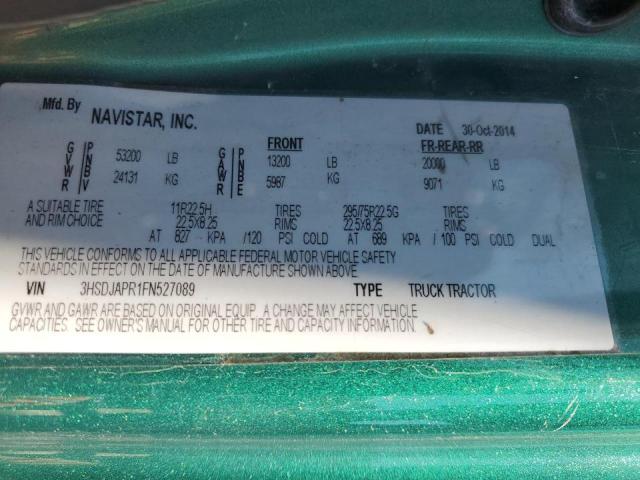 Mfd. By NAVISTAR, INC. DATE 30-Oct-2014
FRONT FR-REAR-RR
GVWR PNBV 53200 LB GAWR PNBE 13200 LB 20000 LB
24131 KG 5987 KG 9071 KG
A SUITABLE TIRE 11R22.5H TIRES 295/75R22.5G TIRES
AND RIM CHOICE 22.5X8.25 RIMS 22.5X8.25 RIMS
AT 827 KPA /120 PSI COLD AT 689 KPA / 100 PSI COLD DUAL
THIS VEHICLE CONFORMS TO ALL APPLICABLE FEDERAL MOTOR VEHICLE SAFETY
STANDARDS IN EFFECT ON THE DATE OF MANUFACTURE SHOWN ABOVE.
VIN 3HSDJAPR1FN527089 TYPE TRUCK TRACTOR
GVWR AND GAWR ARE BASED ON ORIGINAL EQUIP. A CHANGE MAY AFFECT VEHICLE
CAPACITIES. SEE OWNER'S MANUAL FOR OTHER TIRE AND CAPACITY INFORMATION.